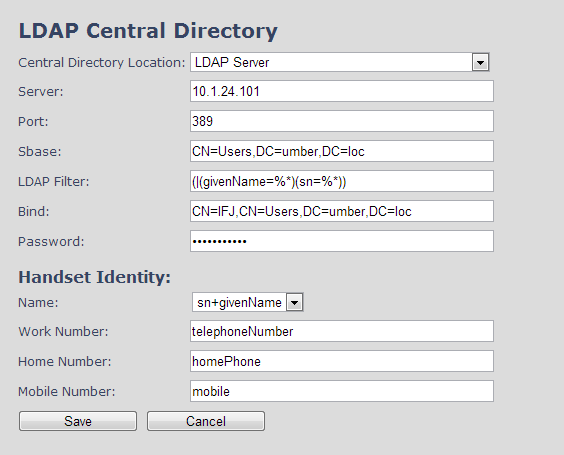 LDAP Central Directory
Central Directory Location: LDAP Server
Server: 10.1.24.101
Port: 389
Sbase: CN=Users,DC=umber,DC=loc
LDAP Filter: (|(givenName=%*)(sn=%*))
Bind: CN=IFJ,CN=Users,DC=umber,DC=loc
Password: •••••••••••
Handset Identity:
Name: sn+givenName
Work Number: telephoneNumber
Home Number: homePhone
Mobile Number: mobile
Save Cancel